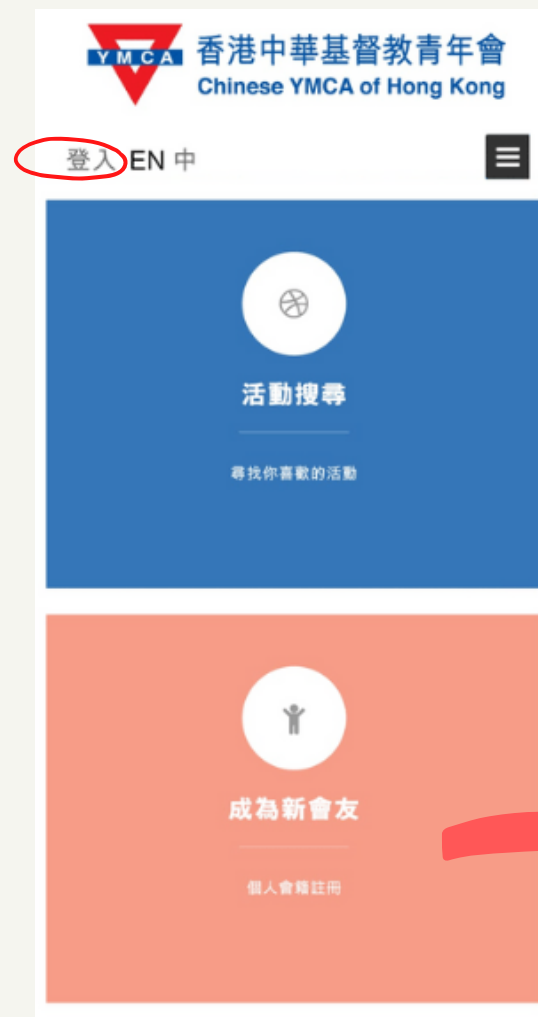 YMCA
香港中華基督教青年會
Chinese YMCA of Hong Kong
登入 EN 中
活動搜尋
尋找你喜歡的活動
成為新會友
個人會籍註冊